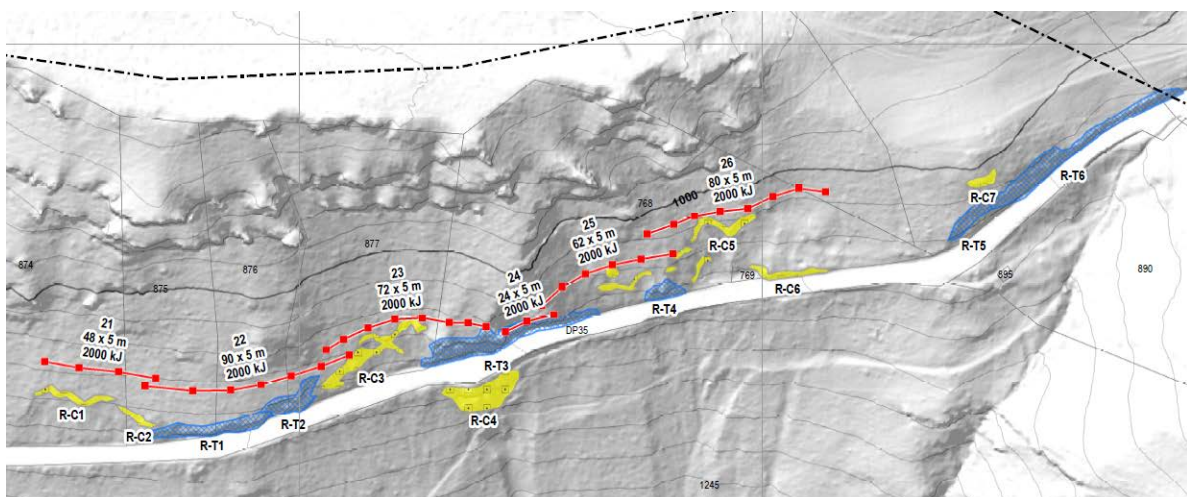 26
80 x 5 m
2000 kJ
768
1000
R-C7
R-T6
25
62 x 5 m
2000 kJ
R-C5
R-T5
877
874
876
23
72 x 5 m
2000 kJ
24
24 x 5 m
2000 kJ
769
895
890
875
R-C6
R-T4
21
48 x 5 m
2000 kJ
22
90 x 5 m
2000 kJ
DP35
R-T3
R-C3
R-C1
R-C2
R-T1
R-T2
R-C4
1245